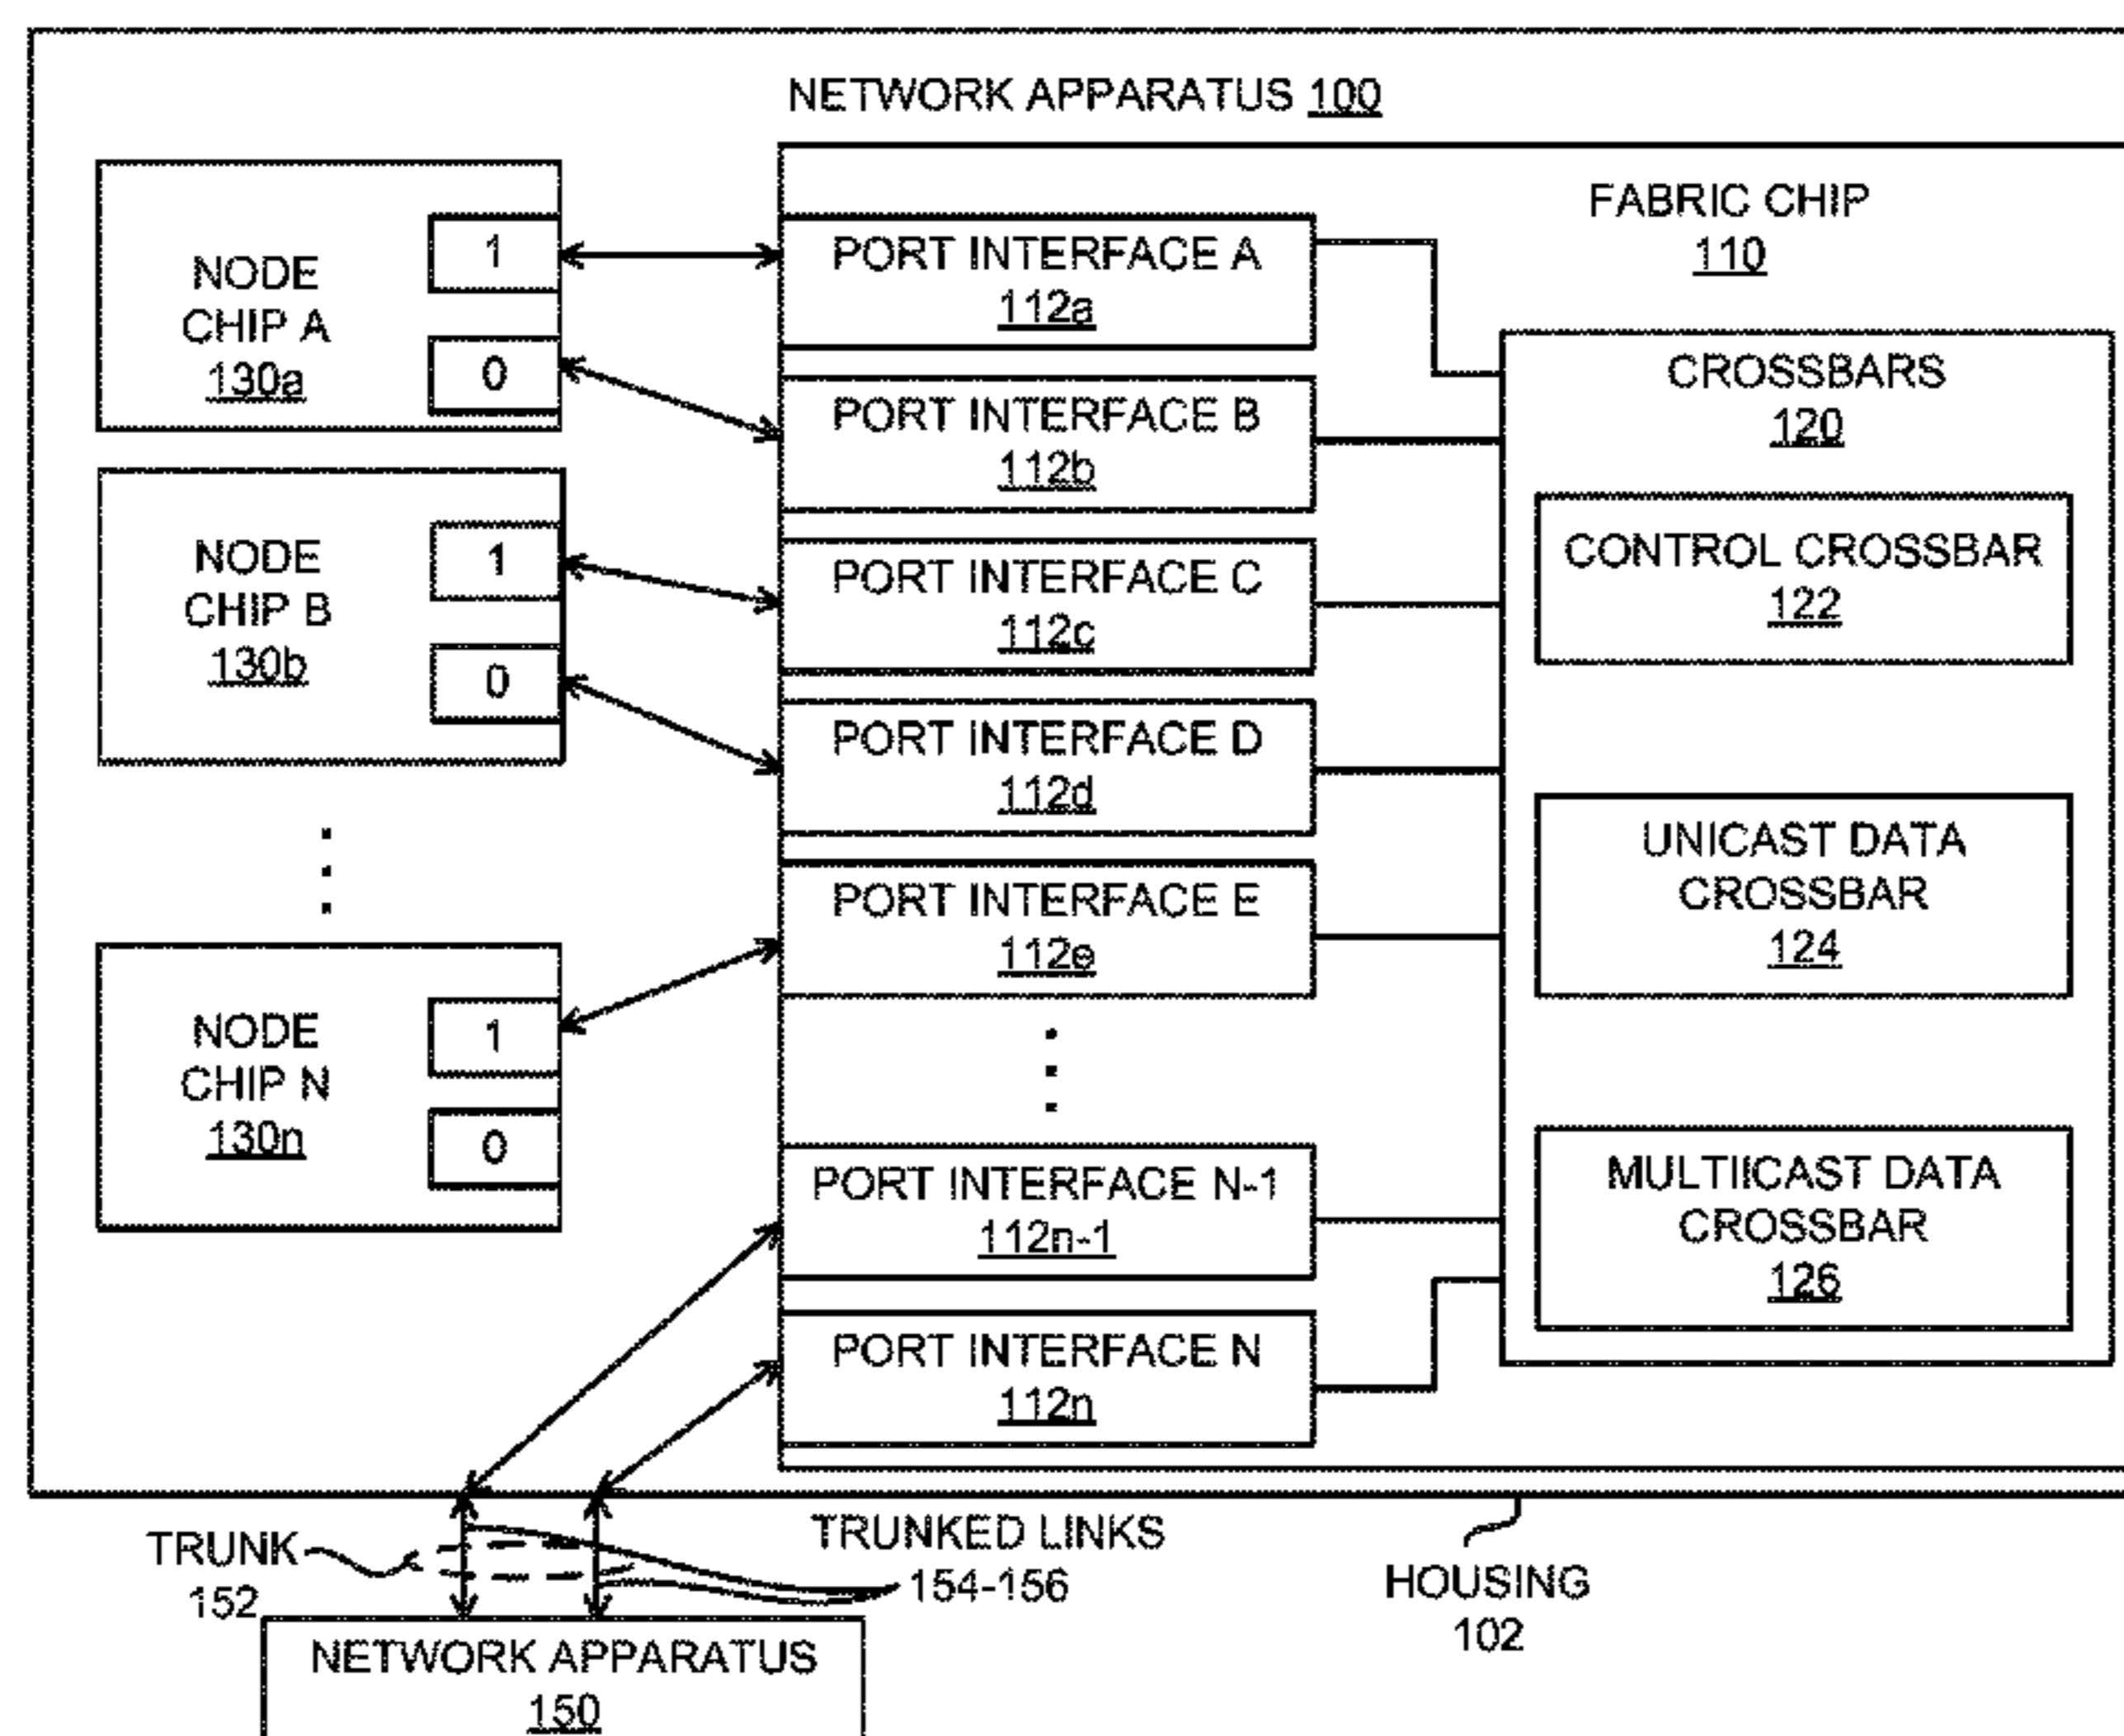 NETWORK APPARATUS 100
FABRIC CHIP
110
NODE
CHIP A
130a
1
0
PORT INTERFACE A
112a
PORT INTERFACE B
112b
CROSSBARS
120
NODE
CHIP B
130b
1
0
PORT INTERFACE C
112c
PORT INTERFACE D
112d
CONTROL CROSSBAR
122
PORT INTERFACE E
112e
UNICAST DATA
CROSSBAR
124
NODE
CHIP N
130n
1
0
PORT INTERFACE N-1
112n-1
MULTIICAST DATA
CROSSBAR
126
PORT INTERFACE N
112n
TRUNK
152
TRUNKED LINKS
154-156
HOUSING
102
NETWORK APPARATUS
150